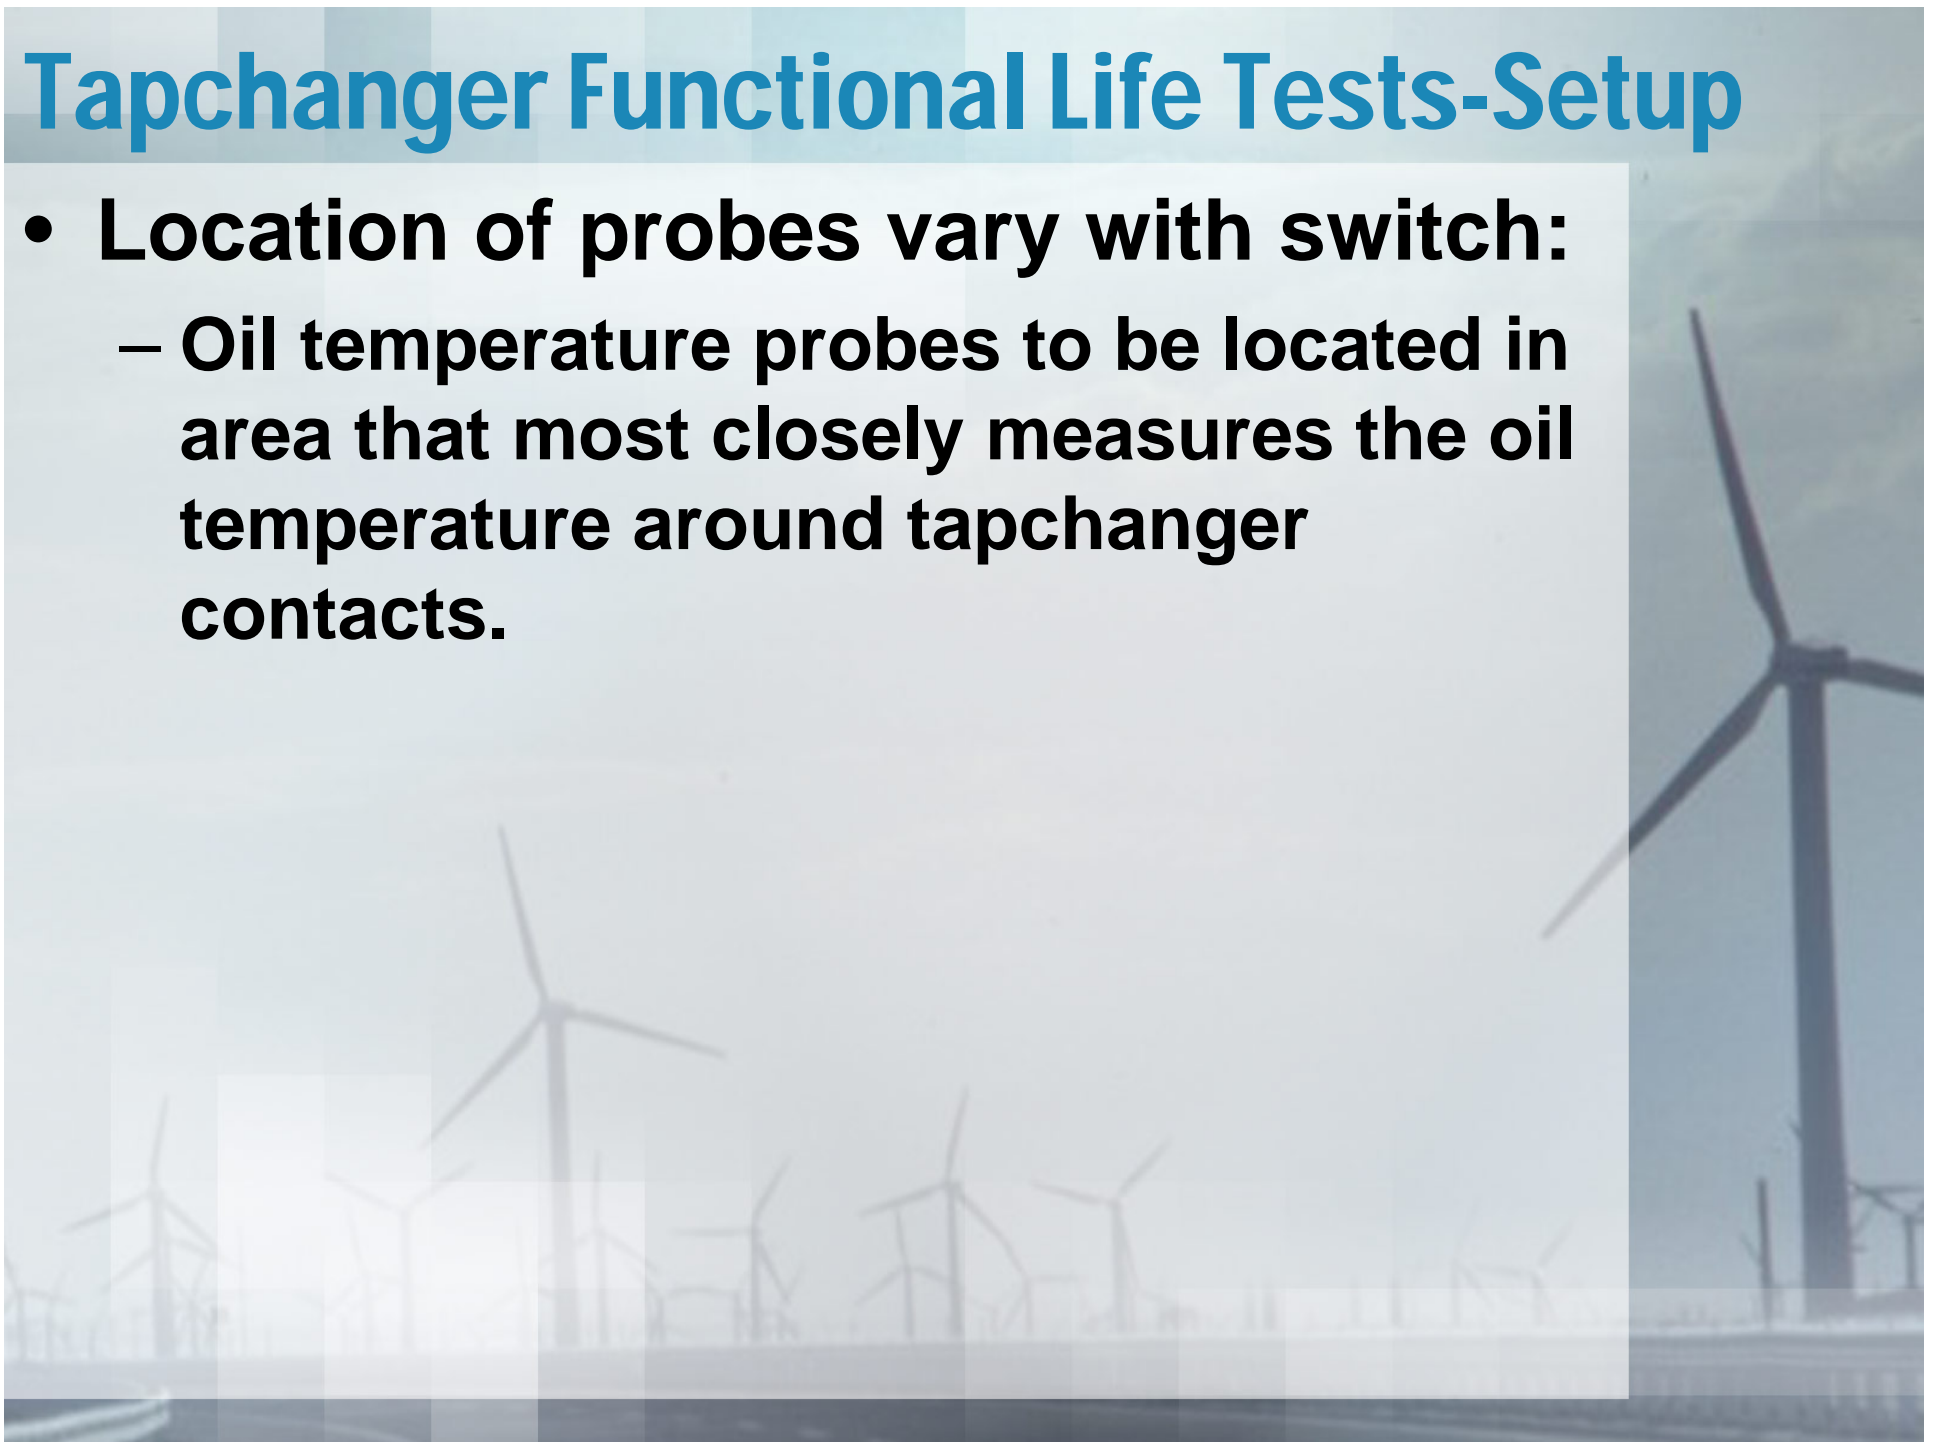 Tapchanger Functional Life Tests-Setup
• Location of probes vary with switch:
– Oil temperature probes to be located in
area that most closely measures the oil
temperature around tapchanger
contacts.